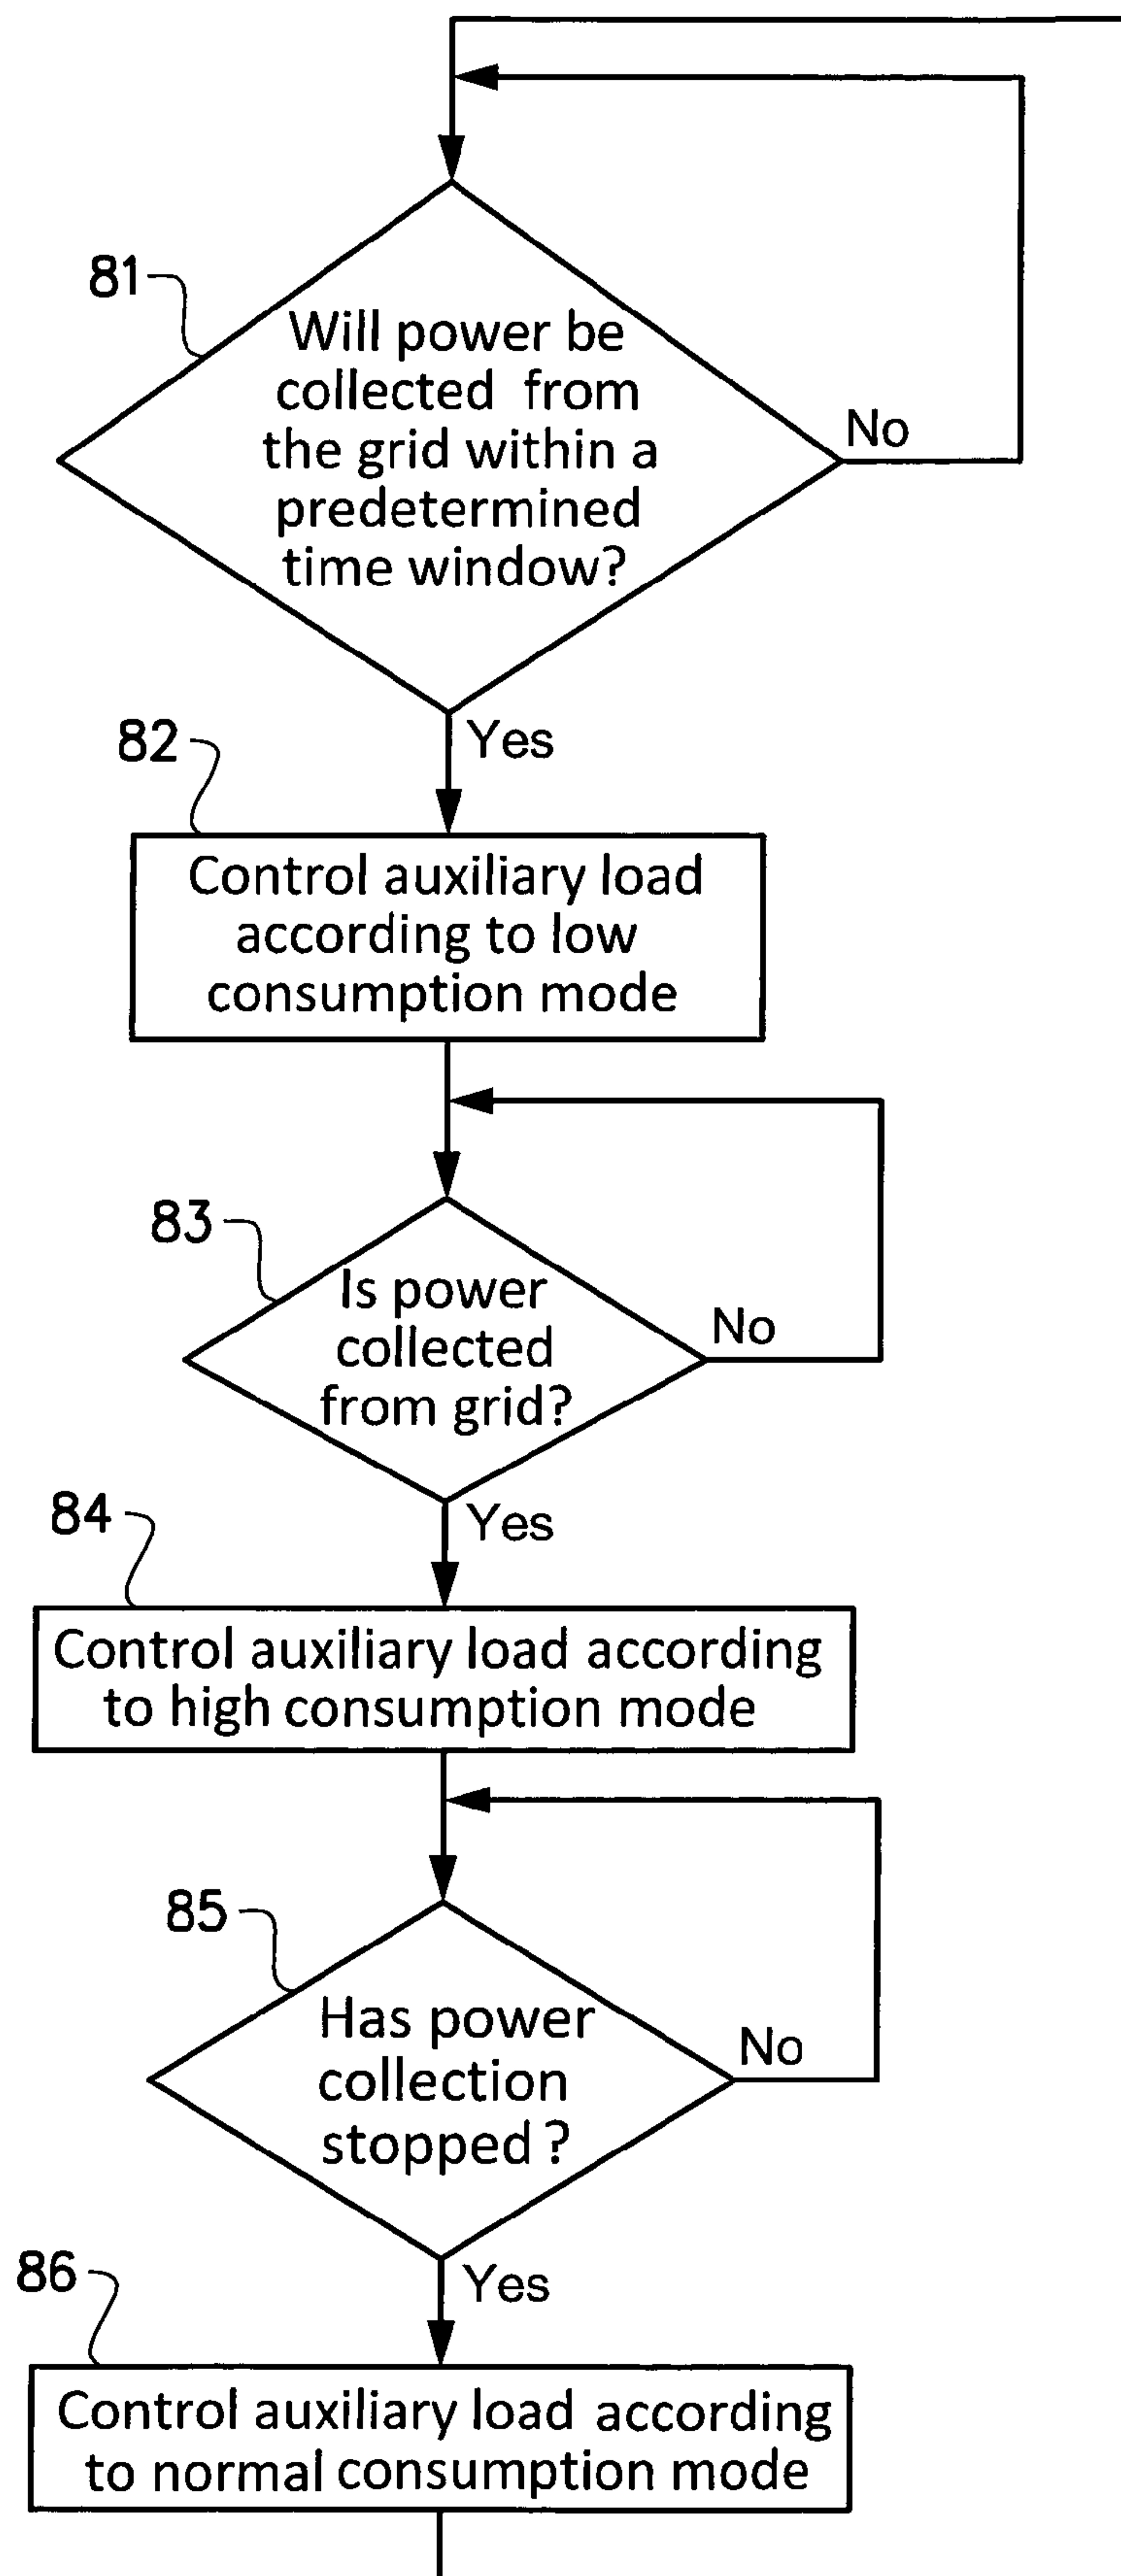 81
Will power be
collected from
the grid within a
predetermined
time window?
No
Yes
82
Control auxiliary load
according to low
consumption mode
83
Is power
collected
from grid?
No
Yes
84
Control auxiliary load according
to high consumption mode
85
Has power
collection
stopped ?
No
Yes
86
Control auxiliary load according
to normal consumption mode